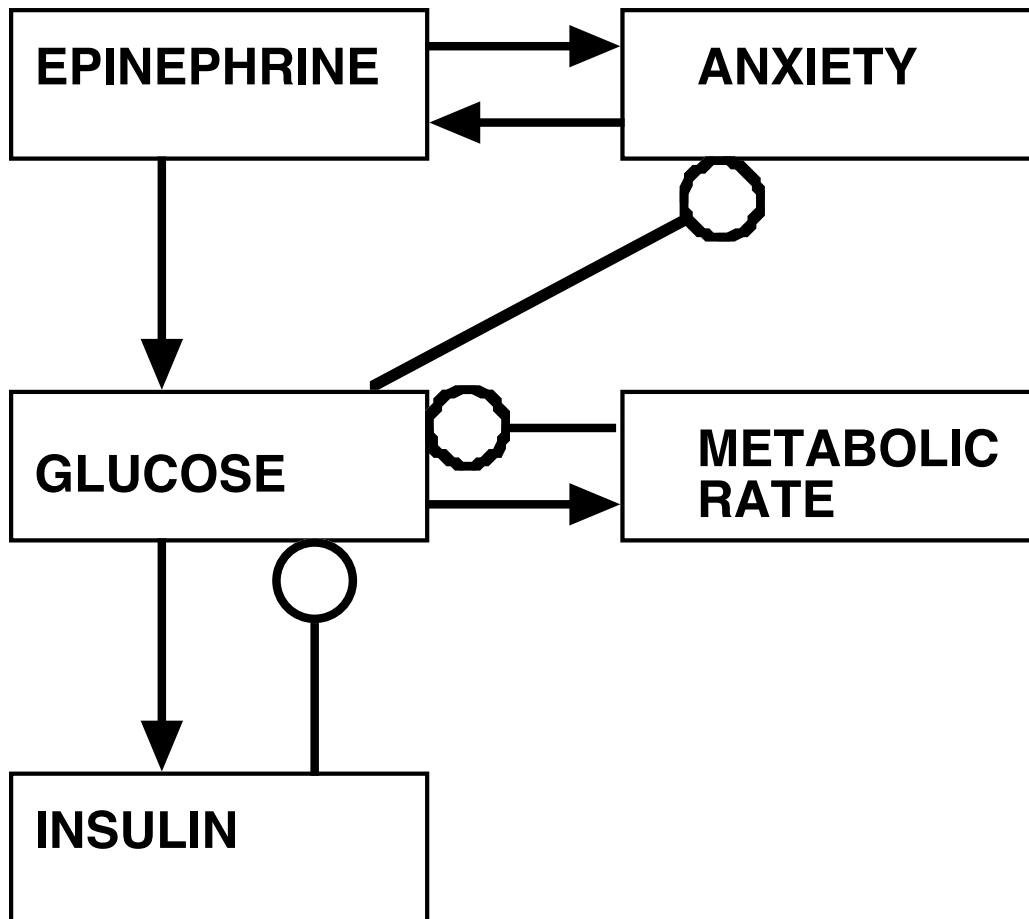 EPINEPHRINE
ANXIETY
GLUCOSE
METABOLIC
RATE
INSULIN